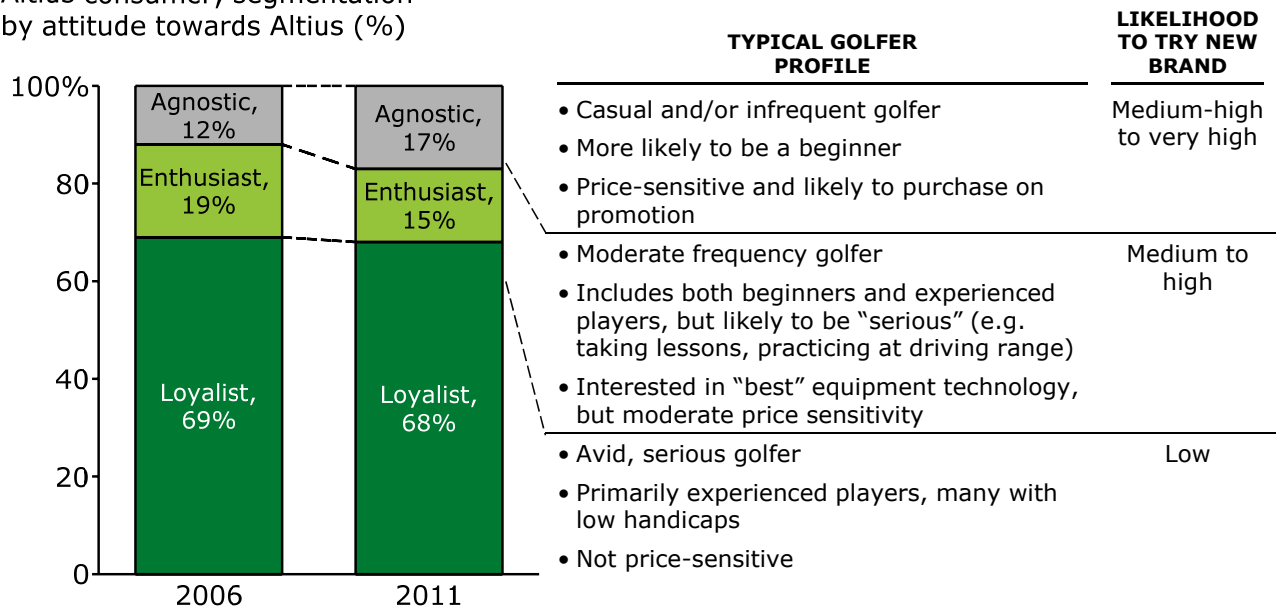 by attitude towards Altius (%)
TYPICAL GOLFER
PROFILE
LIKELIHOOD
TO TRY NEW
BRAND
100%
80
60
40
20
0
Agnostic,
12%
Enthusiast,
19%
Loyalist,
69%
2006
Agnostic,
17%
Enthusiast,
15%
Loyalist,
68%
2011
• Casual and/or infrequent golfer
• More likely to be a beginner
• Price-sensitive and likely to purchase on
promotion
Medium-high
to very high
• Moderate frequency golfer
• Includes both beginners and experienced
players, but likely to be “serious” (e.g.
taking lessons, practicing at driving range)
• Interested in “best” equipment technology,
but moderate price sensitivity
Medium to
high
• Avid, serious golfer
• Primarily experienced players, many with
low handicaps
• Not price-sensitive
Low